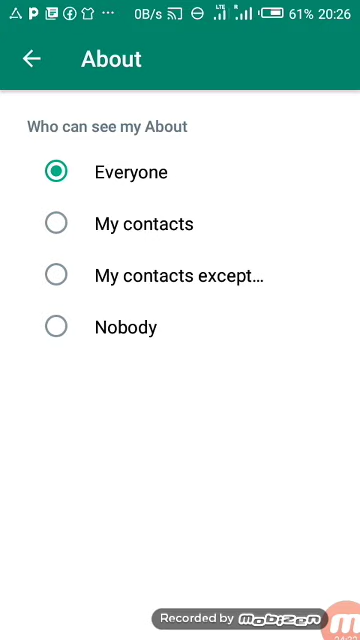 0B/s LTE R 61% 20:26
About
Who can see my About
Everyone
My contacts
My contacts except...
Nobody
Recorded by mobizen